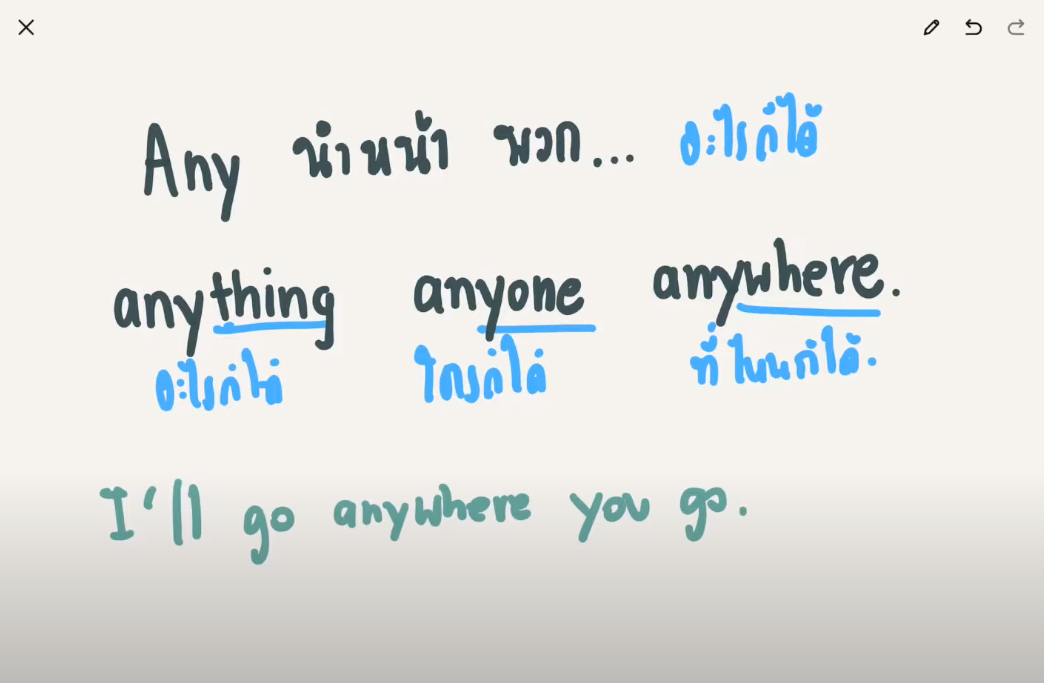 Any นำหน้า พวก... อะไรก็ได้
anything anyone anywhere.
อะไรก็ได้ ใครก็ได้ ที่ไหนก็ได้.
I'll go anywhere you go.